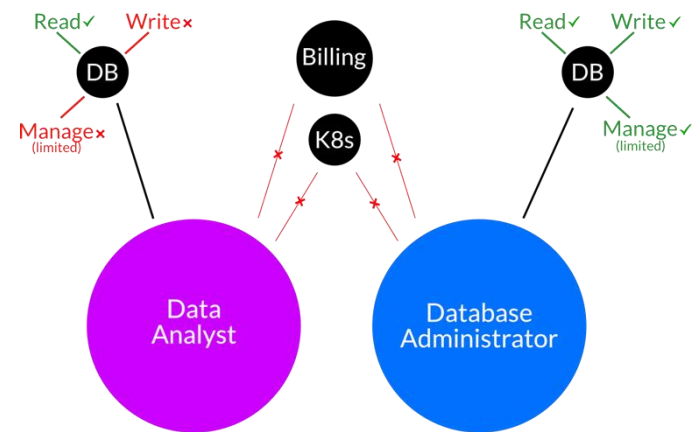 Read✓
Write×
DB
Manage×
(limited)
Billing
K8s
Read✓
Write✓
DB
Manage✓
(limited)
Data
Analyst
Database
Administrator